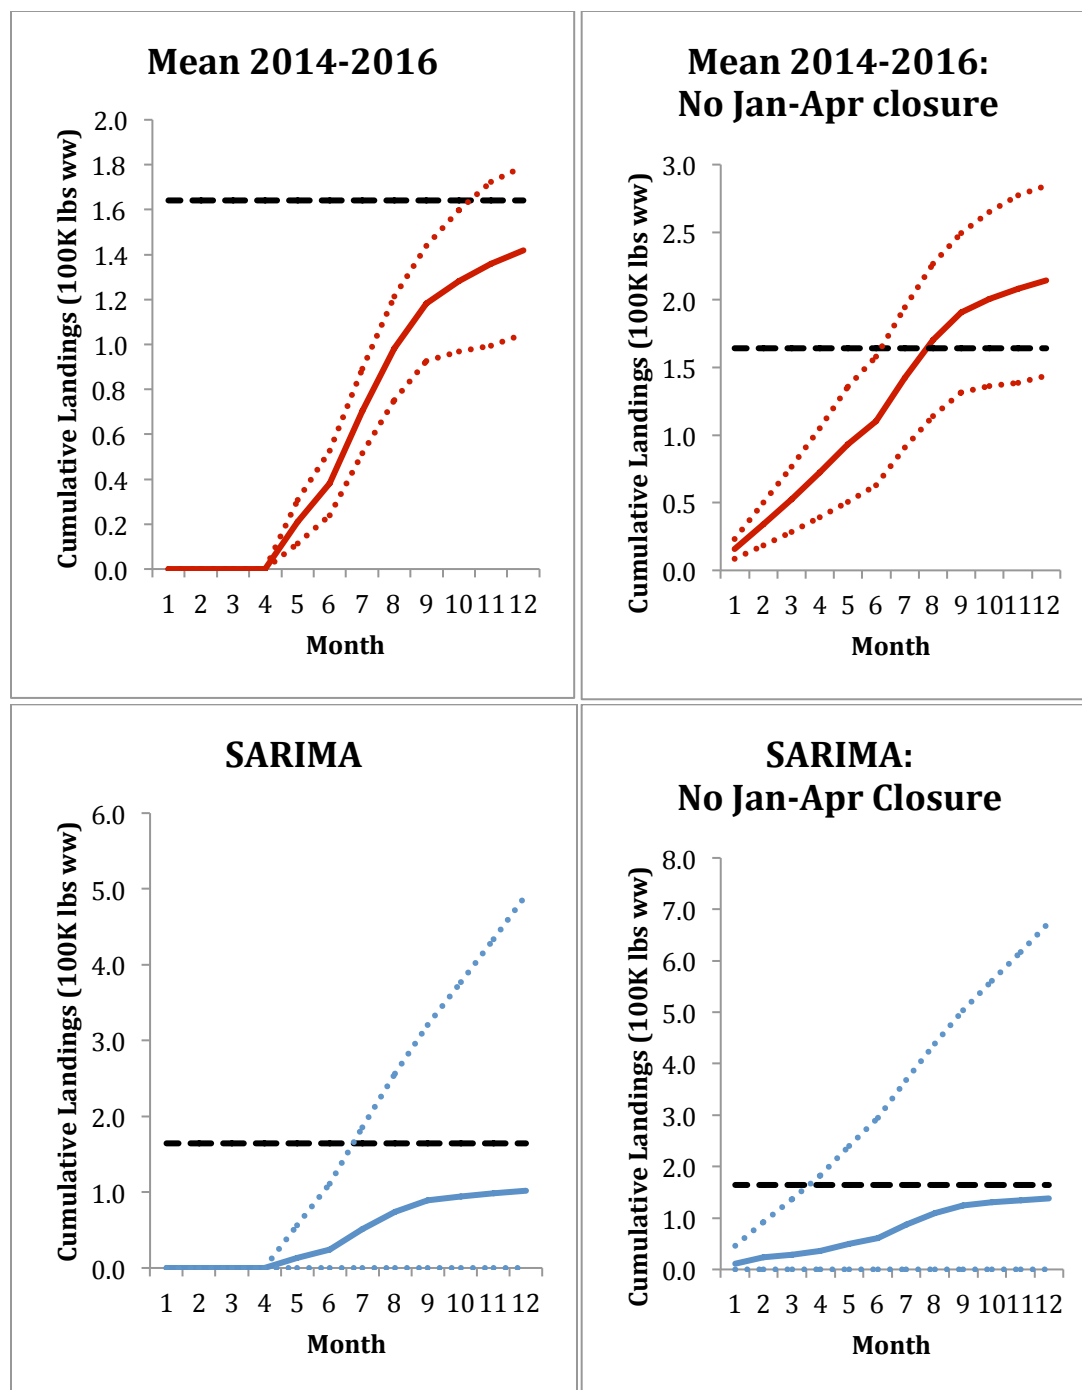 Mean 2014-2016
Cumulative Landings (100K lbs ww)
2.0
1.8
1.6
1.4
1.2
1.0
0.8
0.6
0.4
0.2
0.0
1 2 3 4 5 6 7 8 9 10 11 12
Month
Mean 2014-2016:
No Jan-Apr closure
Cumulative Landings (100K lbs ww)
3.0
2.5
2.0
1.5
1.0
0.5
0.0
1 2 3 4 5 6 7 8 9 10 11 12
Month
SARIMA
Cumulative Landings (100K lbs ww)
6.0
5.0
4.0
3.0
2.0
1.0
0.0
1 2 3 4 5 6 7 8 9 10 11 12
Month
SARIMA:
No Jan-Apr Closure
Cumulative Landings (100K lbs ww)
8.0
7.0
6.0
5.0
4.0
3.0
2.0
1.0
0.0
1 2 3 4 5 6 7 8 9 10 11 12
Month